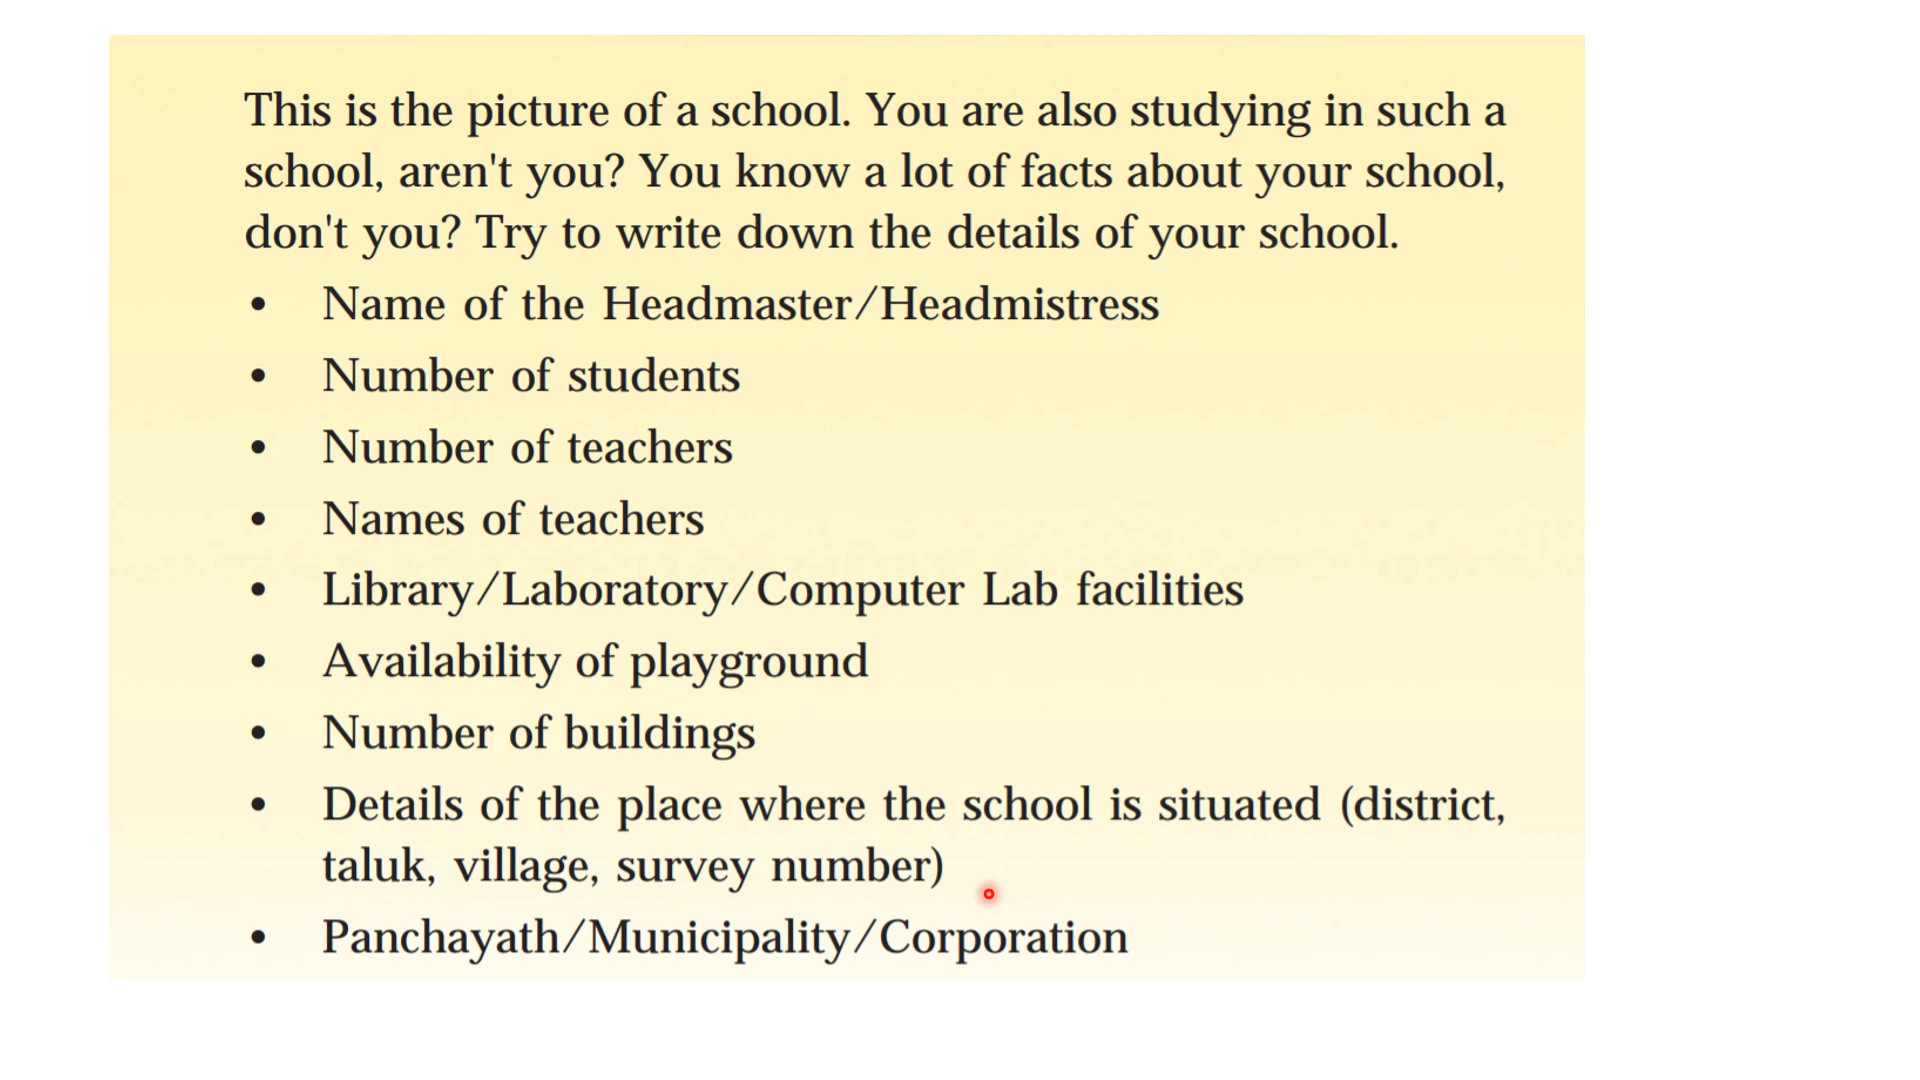 This is the picture of a school. You are also studying in such a
school, aren't you? You know a lot of facts about your school,
don't you? Try to write down the details of your school.
• Name of the Headmaster/Headmistress
• Number of students
• Number of teachers
• Names of teachers
• Library/Laboratory/Computer Lab facilities
• Availability of playground
• Number of buildings
• Details of the place where the school is situated (district,
taluk, village, survey number)
• Panchayath/Municipality/Corporation